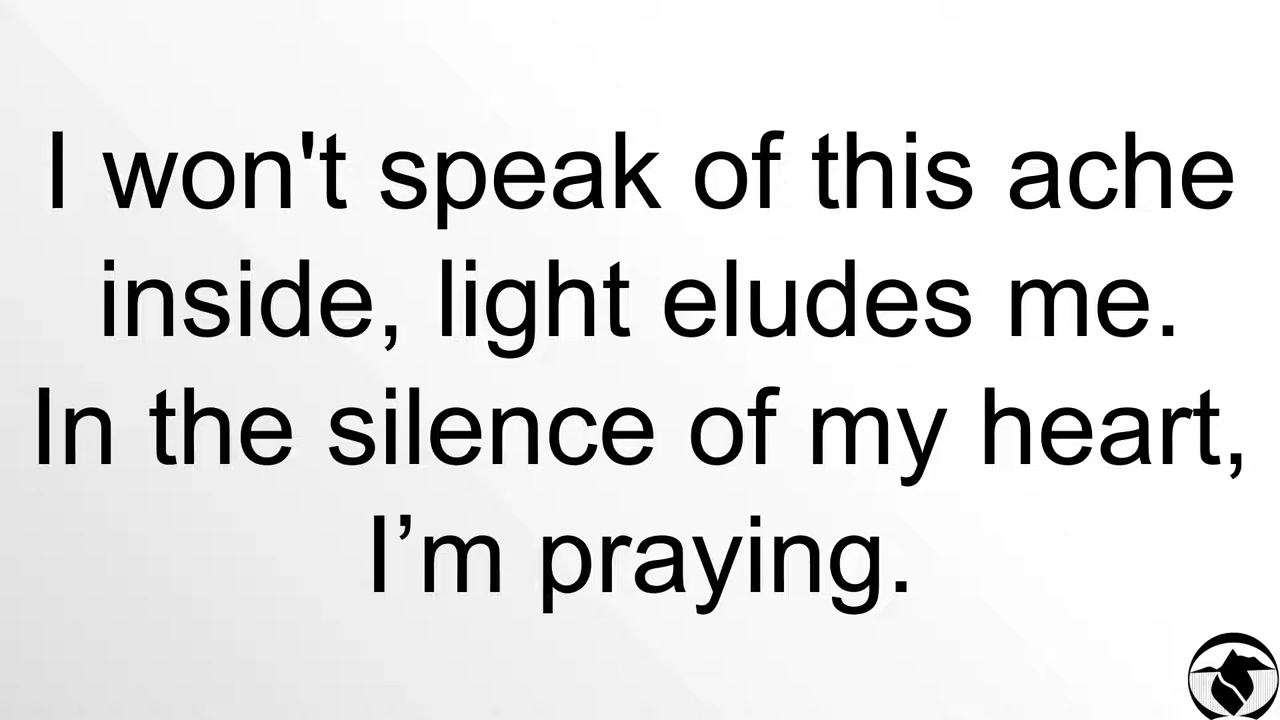 I won't speak of this ache
inside, light eludes me.
In the silence of my heart,
I’m praying.